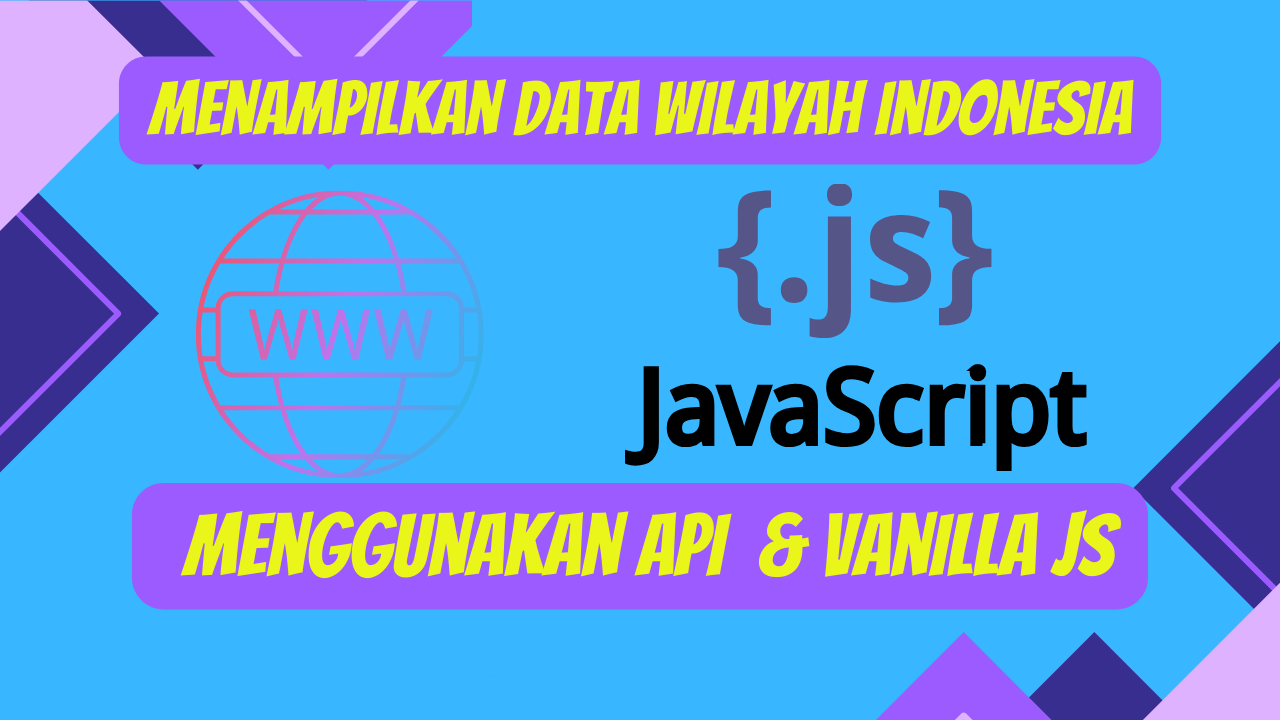 MENAMPILKAN DATA WILAYAH INDONESIA
WWW
{.js}
JavaScript
MENGGUNAKAN API & VANILLA JS